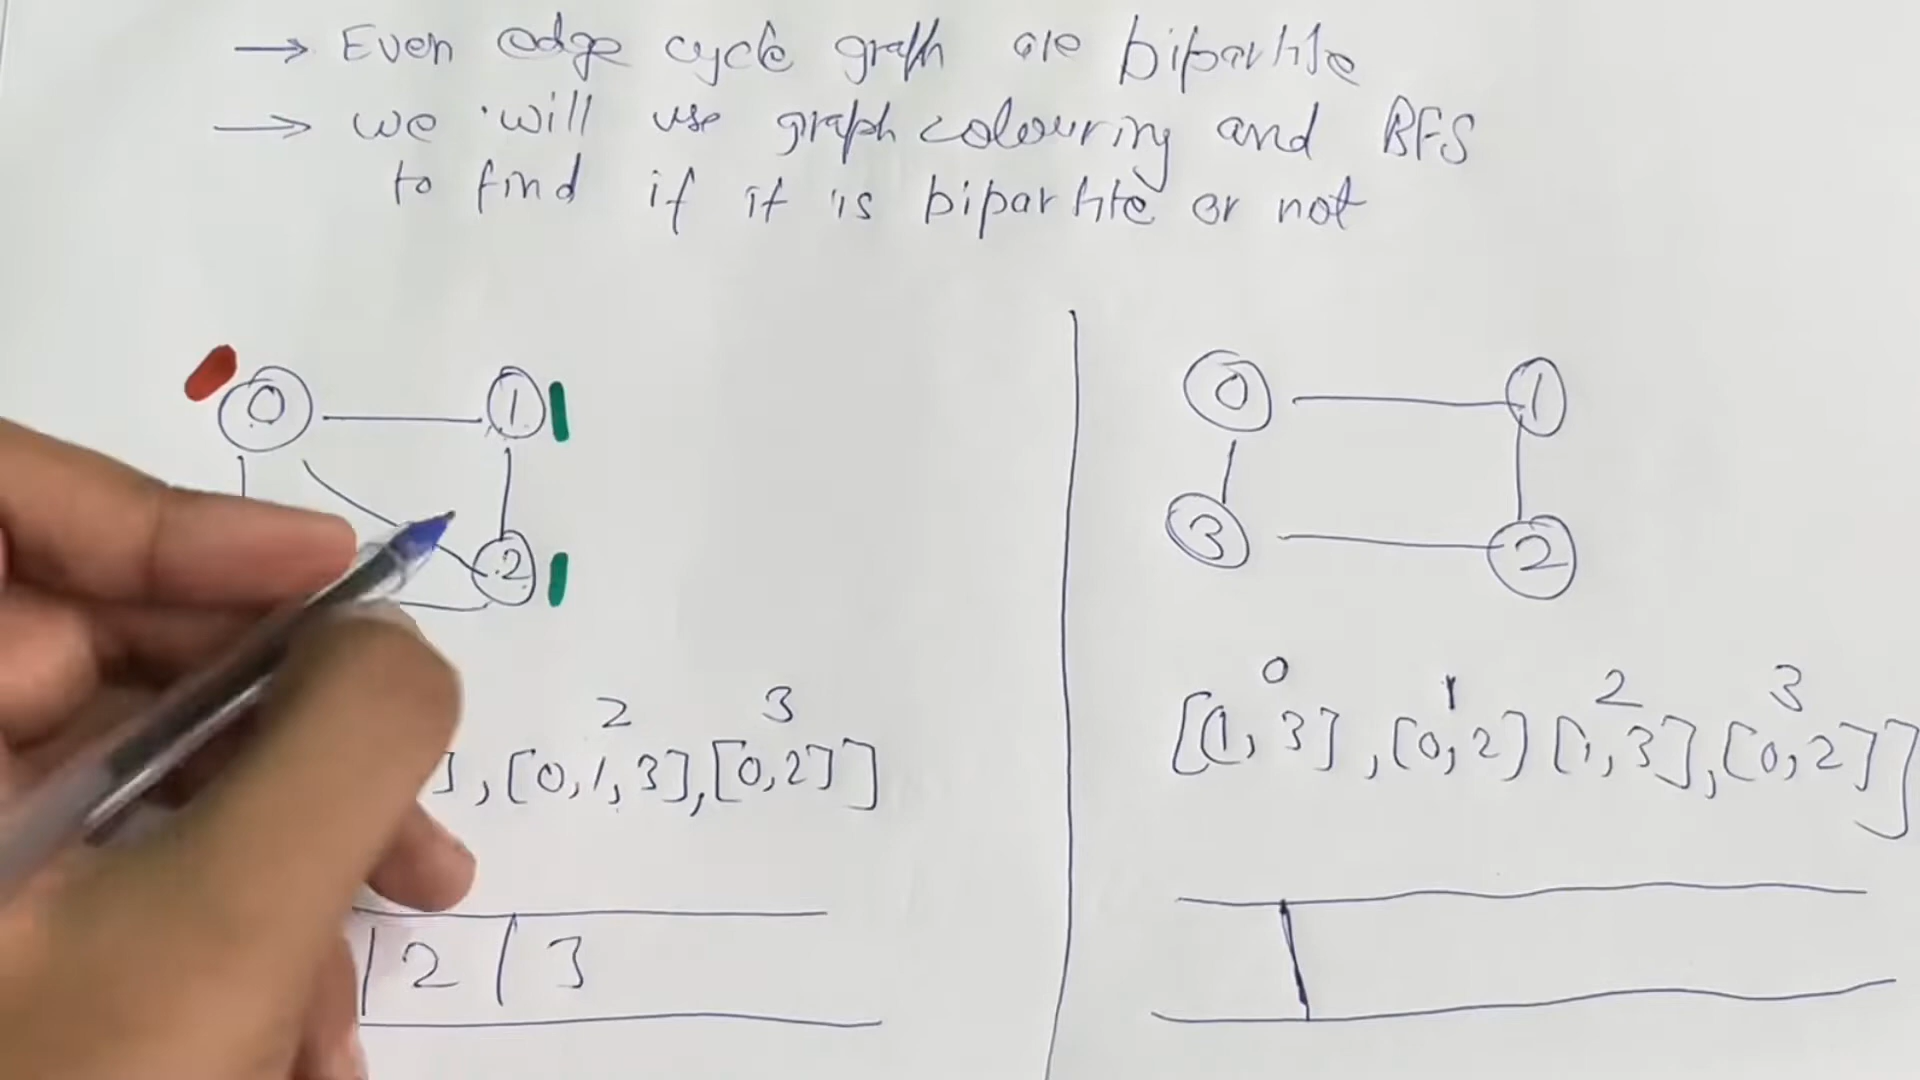 → Even edge cycle graph are bipartite
→ we will use graph colouring and BFS
to find if it is bipartite or not
0 1
2
0 1
3 2
2 3
], [0,1,3], [0,2]]
0 1 2 3
[[1,3], [0,2] [1,3], [0,2]]
2 3